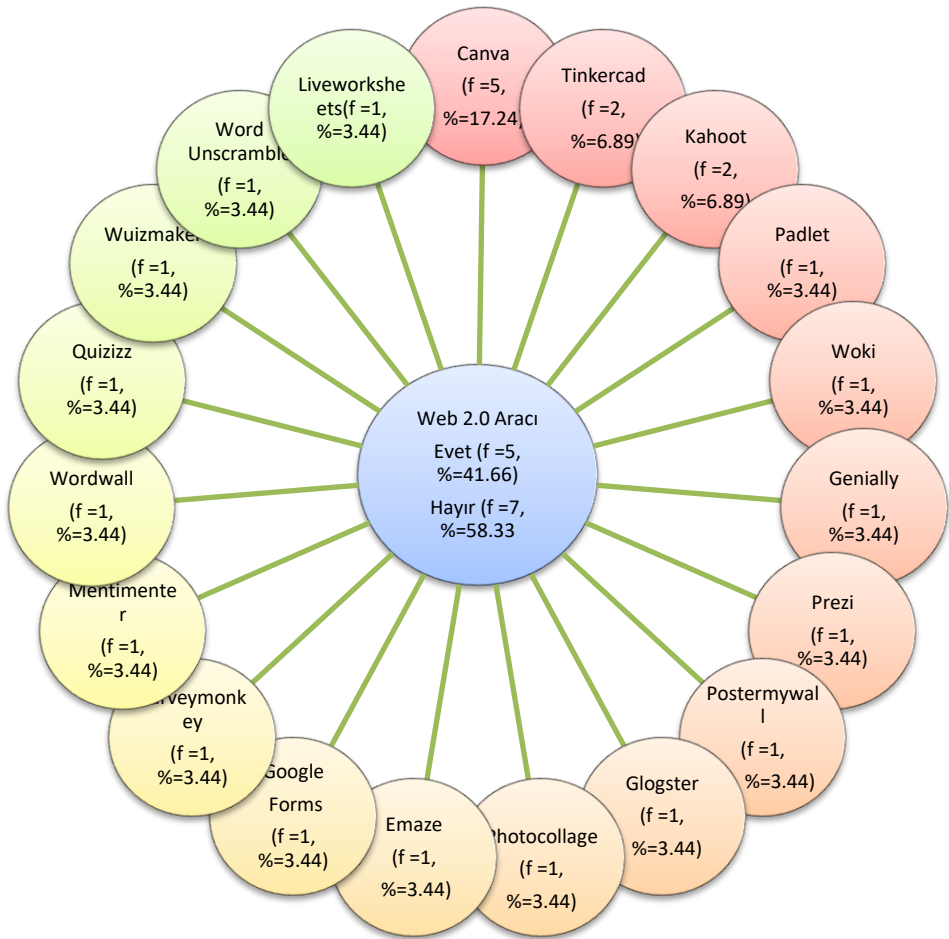 Web 2.0 Aracı
Evet (f =5,
%=41.66)
Hayır (f =7,
%=58.33
Canva
(f =5,
%=17.24)
Tinkercad
(f =2,
%=6.89)
Kahoot
(f =2,
%=6.89)
Padlet
(f =1,
%=3.44)
Woki
(f =1,
%=3.44)
Genially
(f =1,
%=3.44)
Prezi
(f =1,
%=3.44)
Postermywal
l
(f =1,
%=3.44)
Glogster
(f =1,
%=3.44)
Photocollage
(f =1,
%=3.44)
Emaze
(f =1,
%=3.44)
Google
Forms
(f =1,
%=3.44)
rveymonk
ey
(f =1,
%=3.44)
Mentimente
r
(f =1,
%=3.44)
Wordwall
(f =1,
%=3.44)
Quizizz
(f =1,
%=3.44)
Wuizmaker
(f =1,
%=3.44)
Word
Unscramble
(f =1,
%=3.44)
Liveworkshe
ets(f =1,
%=3.44)